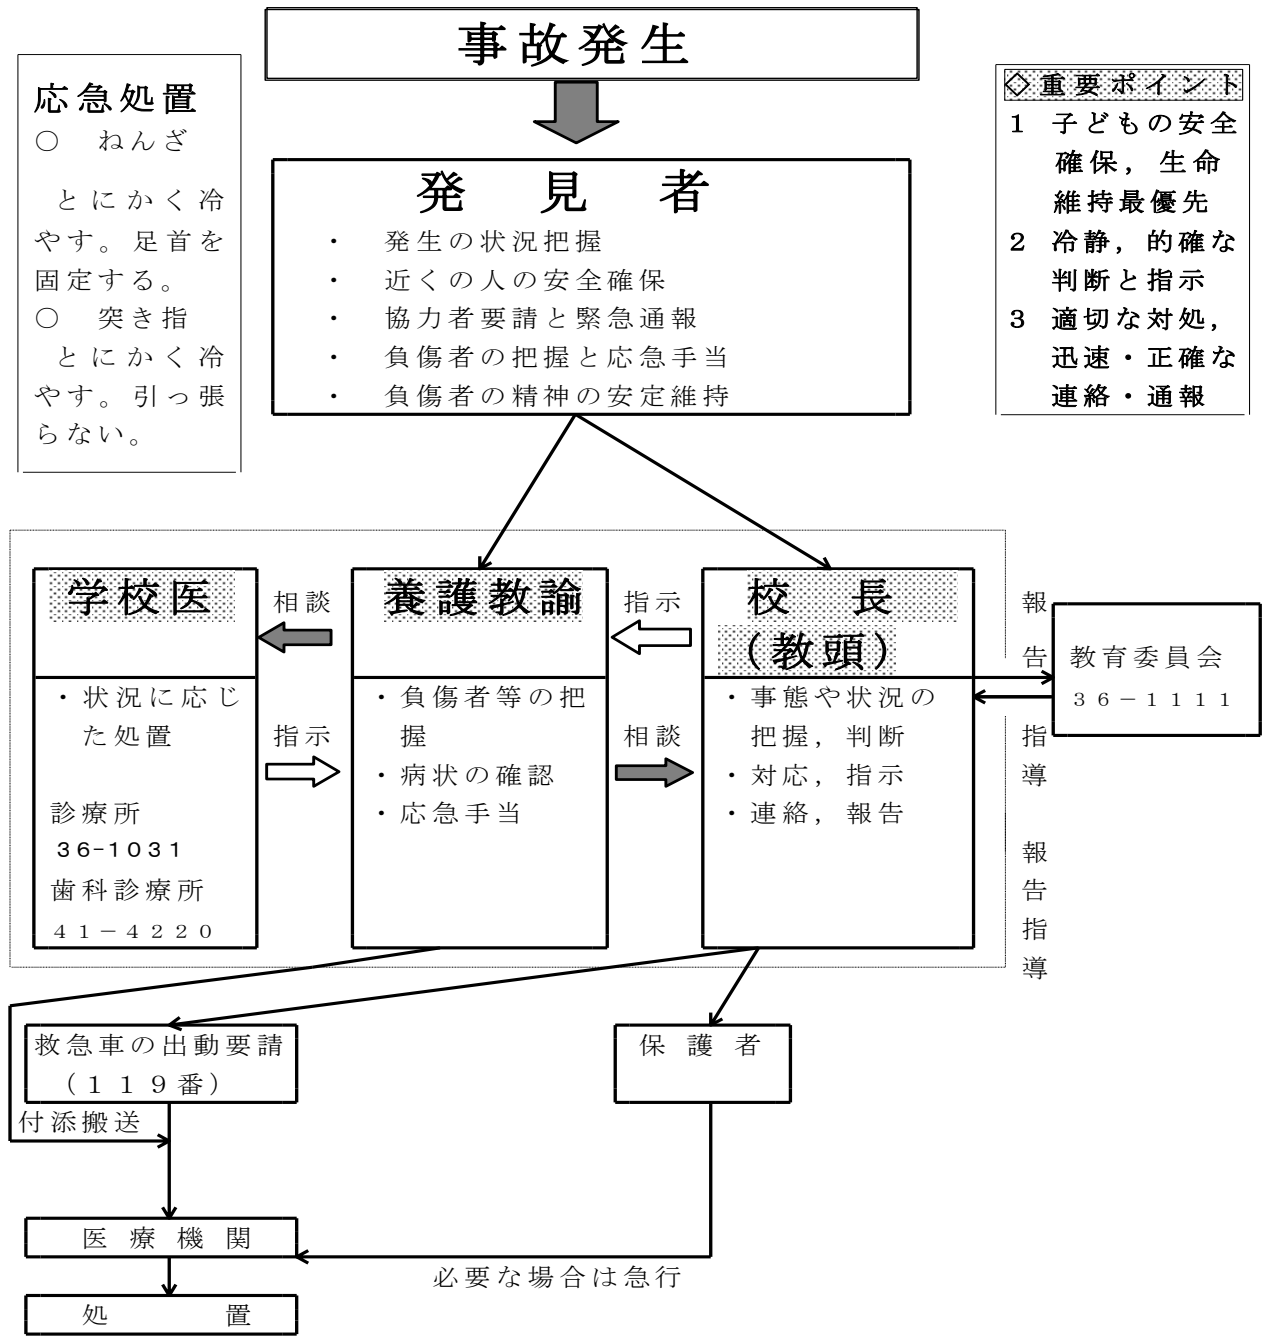 事故発生
応急処置
○　ねんざ
とにかく冷
やす。足首を
固定する。
○　突き指
とにかく冷
やす。引っ張
らない。
発見者
・　発生の状況把握
・　近くの人の安全確保
・　協力者要請と緊急通報
・　負傷者の把握と応急手当
・　負傷者の精神の安定維持
◇重要ポイント
1　子どもの安全
確保，生命
維持最優先
2　冷静，的確な
判断と指示
3　適切な対処，
迅速・正確な
連絡・通報
学校医
・状況に応じ
た処置
診療所
36-1031
歯科診療所
４１－４２２０
相談
指示
養護教諭
・負傷者等の把
握
・病状の確認
・応急手当
指示
相談
校長
（教頭）
・事態や状況の
把握，判断
・対応，指示
・連絡，報告
報告
指導
報告指導
教育委員会
３６－１１１１
救急車の出動要請
（１１９番）
付添搬送
保護者
医療機関
必要な場合は急行
処置